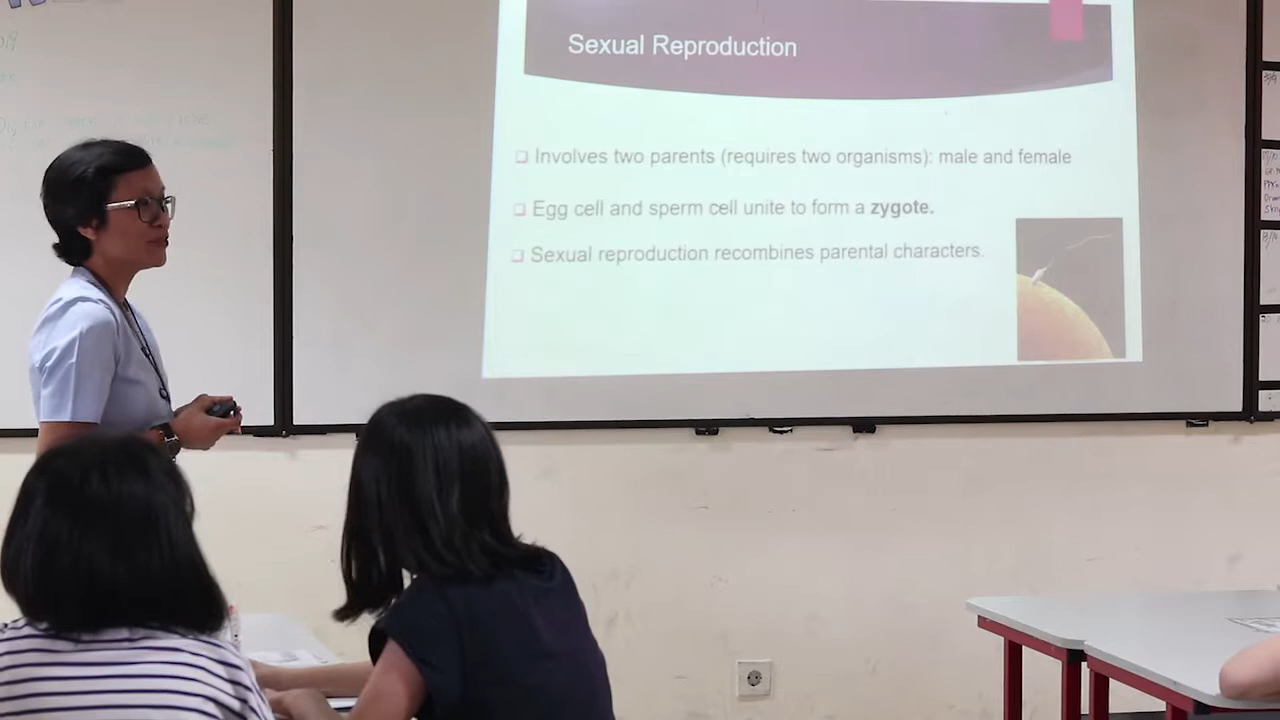 Sexual Reproduction
Involves two parents (requires two organisms): male and female
Egg cell and sperm cell unite to form a zygote.
Sexual reproduction recombines parental characters.